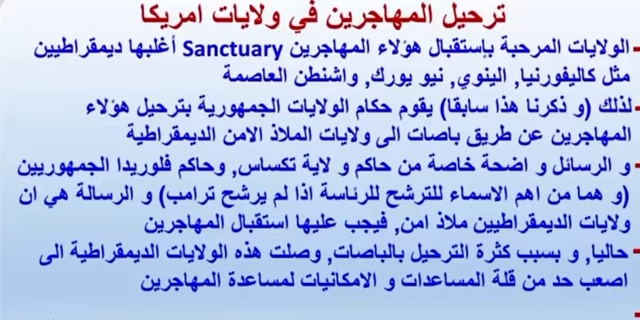 ترحيل المهاجرين في ولايات امريكا
الولايات المرحبة بإستقبال هؤلاء المهاجرين Sanctuary أغلبها ديمقراطيين
مثل كاليفورنيا, الينوي, نيو يورك, واشنطن العاصمة
لذلك (و ذكرنا هذا سابقا) يقوم حكام الولايات الجمهورية بترحيل هؤلاء
المهاجرين عن طريق باصات الى ولايات الملاذ الامن الديمقراطية
و الرسائل و اضحة خاصة من حاكم و لاية تكساس, وحاكم فلوريدا الجمهوريين
(و هما من اهم الاسماء للترشح للرئاسة اذا لم يرشح ترامب) و الرسالة هي ان
ولايات الديمقراطيين ملاذ امن, فيجب عليها استقبال المهاجرين
حاليا, و بسبب كثرة الترحيل بالباصات, وصلت هذه الولايات الديمقراطية الى
اصعب حد من قلة المساعدات و الامكانيات لمساعدة المهاجرين